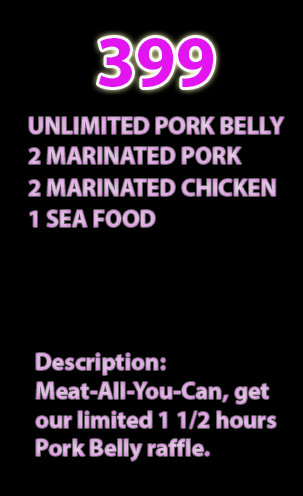 399
UNLIMITED PORK BELLY
2 MARINATED PORK
2 MARINATED CHICKEN
1 SEA FOOD
Description:
Meat-All-You-Can, get
our limited 1 1/2 hours
Pork Belly raffle.